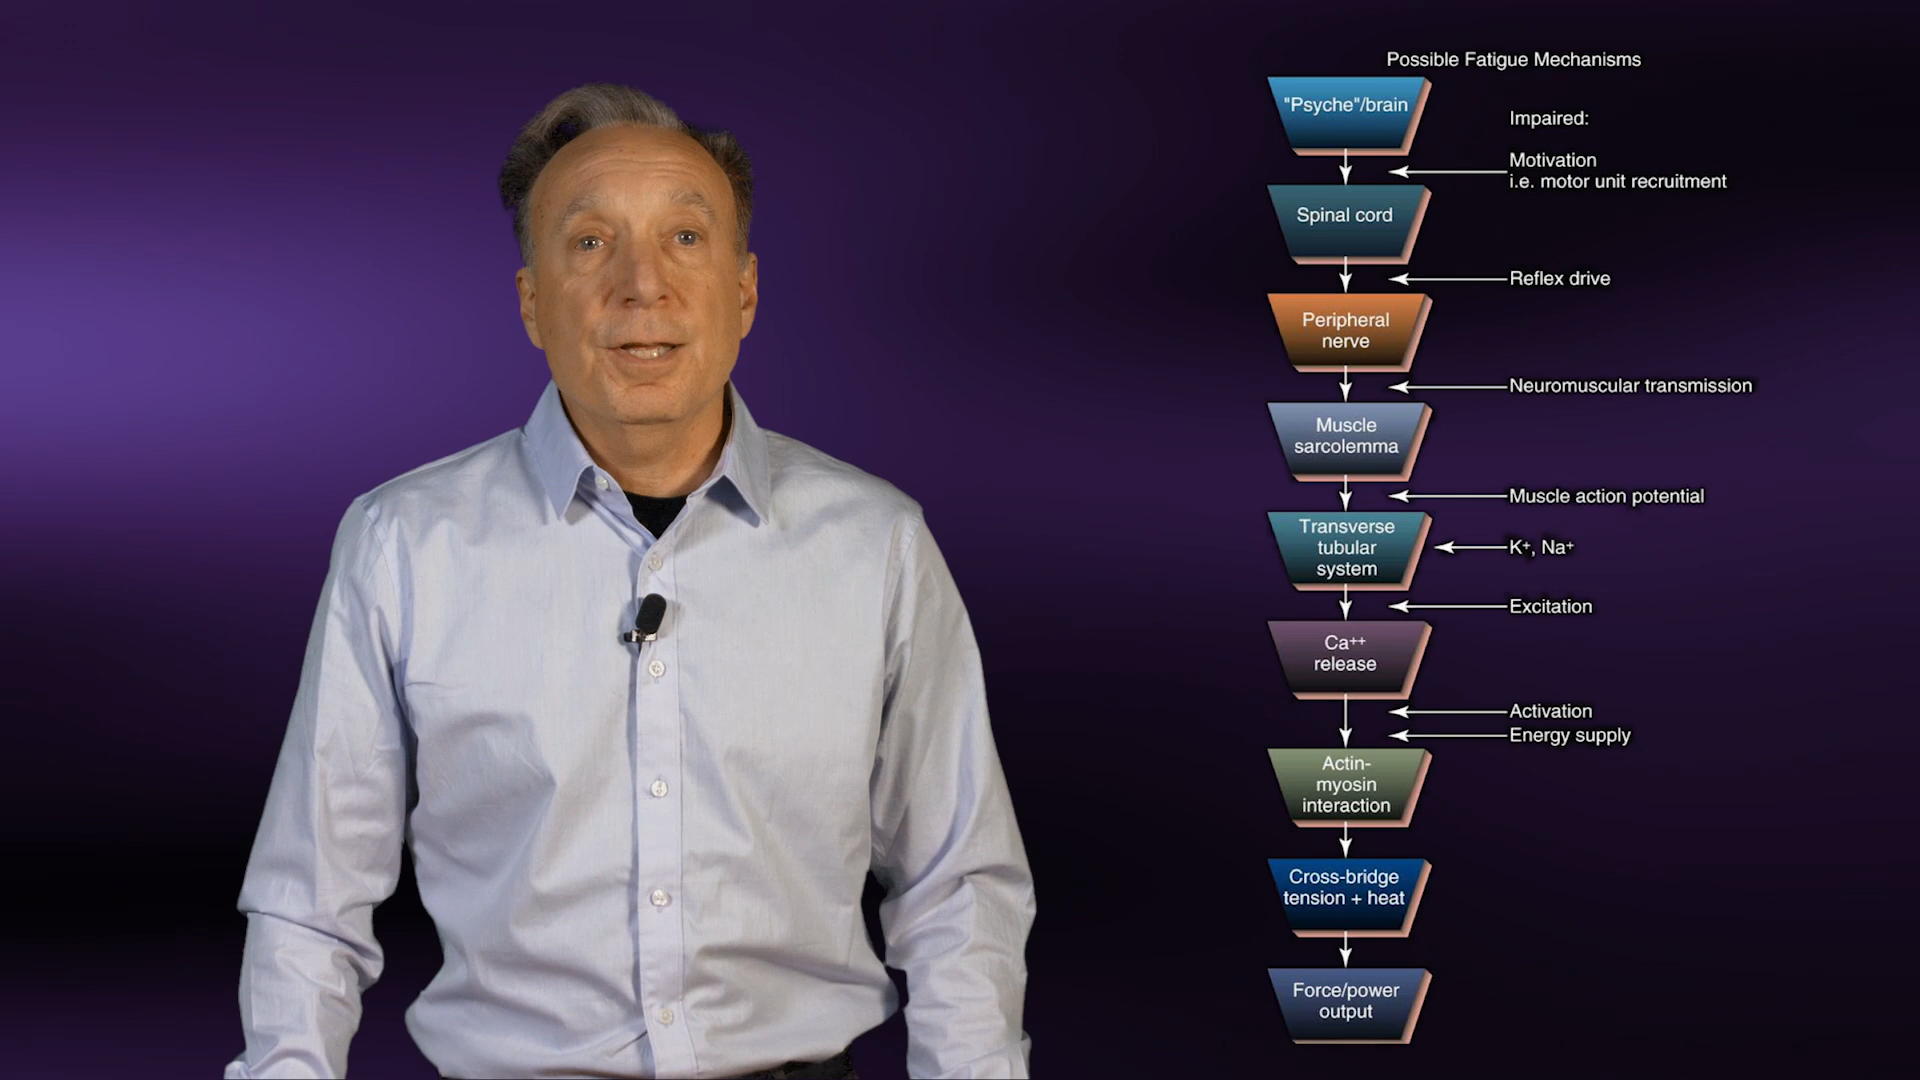 Possible Fatigue Mechanisms
"Psyche"/brain
Impaired:
Motivation
i.e. motor unit recruitment
Spinal cord
Reflex drive
Peripheral
nerve
Neuromuscular transmission
Muscle
sarcolemma
Muscle action potential
Transverse
tubular
system
K⁺, Na⁺
Excitation
Ca⁺⁺
release
Activation
Energy supply
Actin-
myosin
interaction
Cross-bridge
tension + heat
Force/power
output